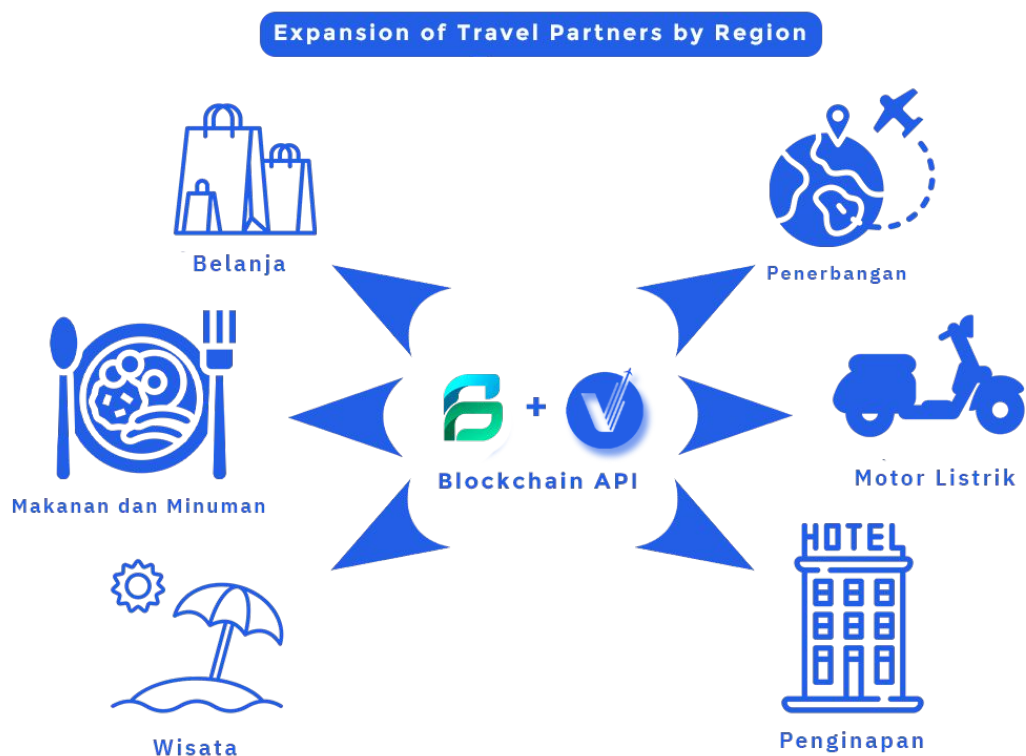 Expansion of Travel Partners by Region
Belanja
Penerbangan
Makanan dan Minuman
+
Blockchain API
Motor Listrik
HOTEL
Wisata
Penginapan